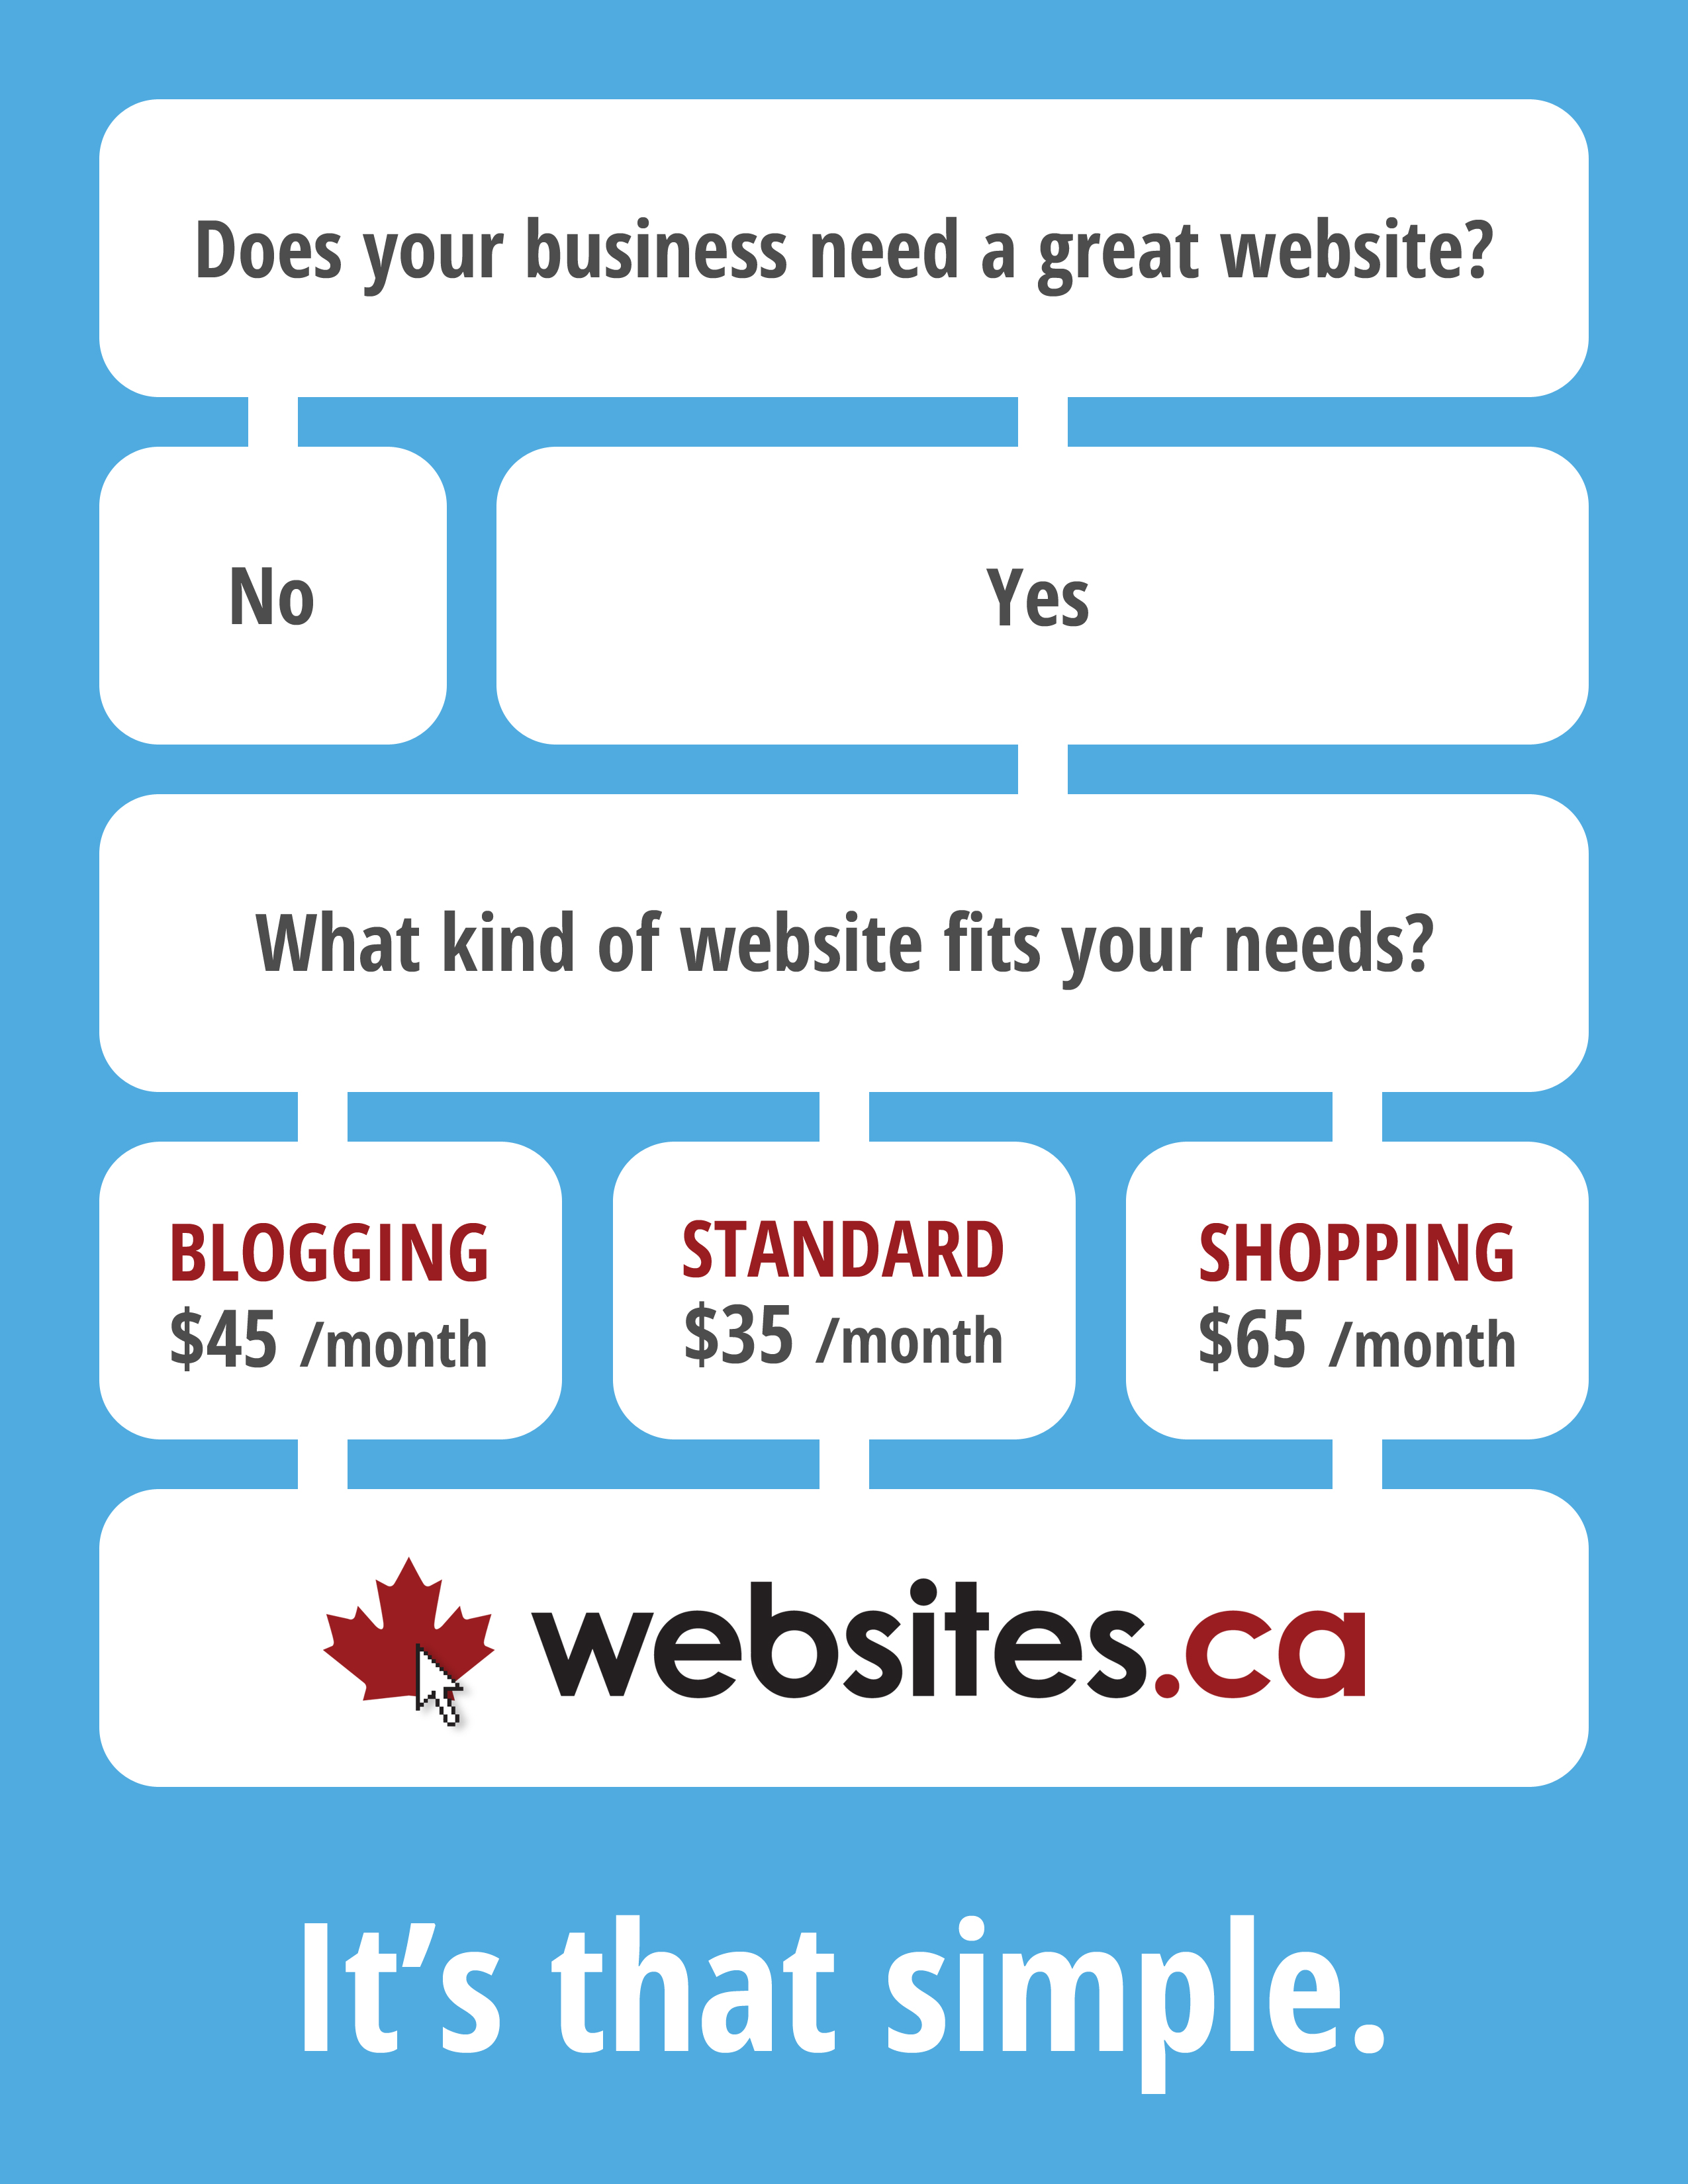 Does your business need a great website?
No
Yes
What kind of website fits your needs?
BLOGGING
$45 /month
STANDARD
$35 /month
SHOPPING
$65 /month
websites.ca
It’s that simple.